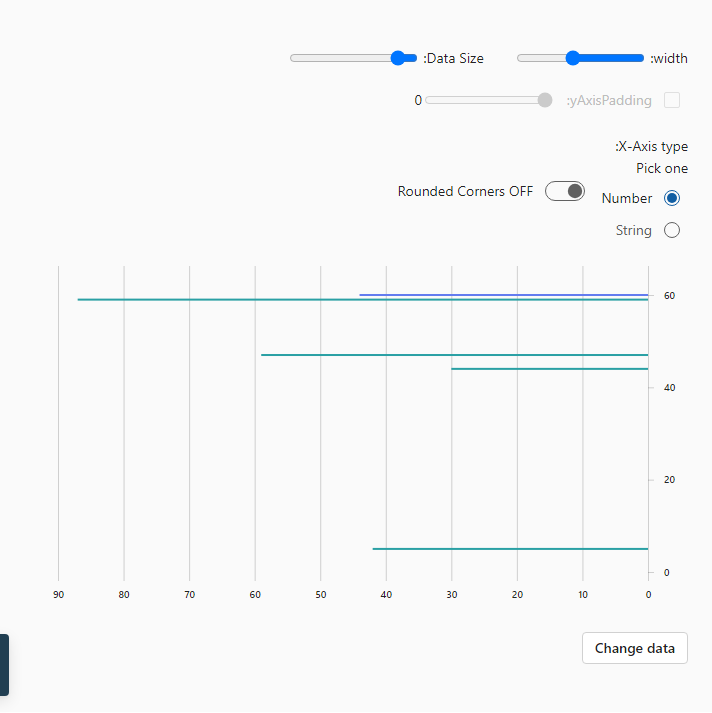 :width
:Data Size
:yAxisPadding
0
:X-Axis type
Pick one
Number
String
Rounded Corners OFF
60
40
20
0
90 80 70 60 50 40 30 20 10 0
Change data